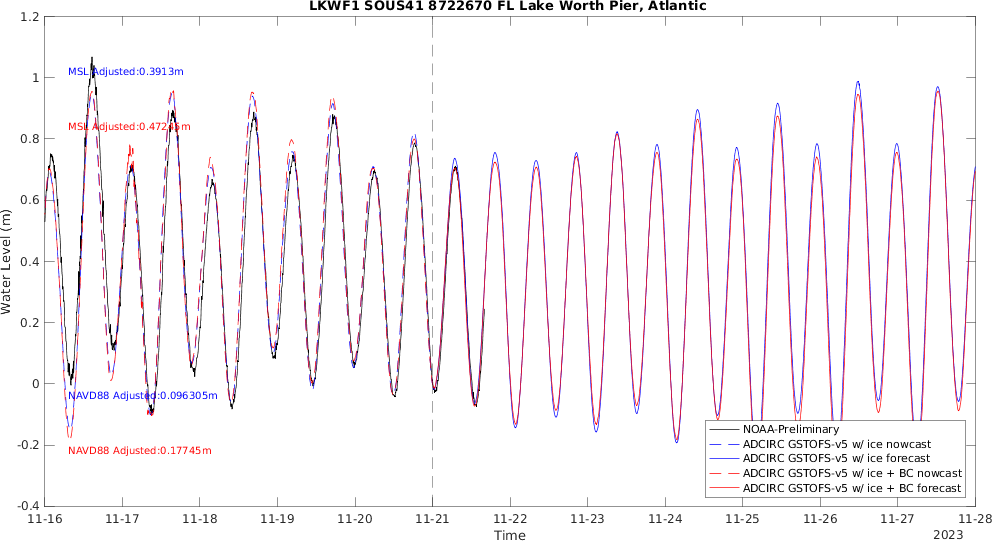 LKWF1 SOUS41 8722670 FL Lake Worth Pier, Atlantic
1.2
1
0.8
0.6
0.4
0.2
0
-0.2
-0.4
Water Level (m)
MSL Adjusted:0.3913m
MSL Adjusted:0.47245m
NAVD88 Adjusted:0.096305m
NAVD88 Adjusted:0.17745m
NOAA-Preliminary
ADCIRC GSTOFS-v5 w/ ice nowcast
ADCIRC GSTOFS-v5 w/ ice forecast
ADCIRC GSTOFS-v5 w/ ice + BC nowcast
ADCIRC GSTOFS-v5 w/ ice + BC forecast
11-16 11-17 11-18 11-19 11-20 11-21 11-22 11-23 11-24 11-25 11-26 11-27 11-28
Time
2023